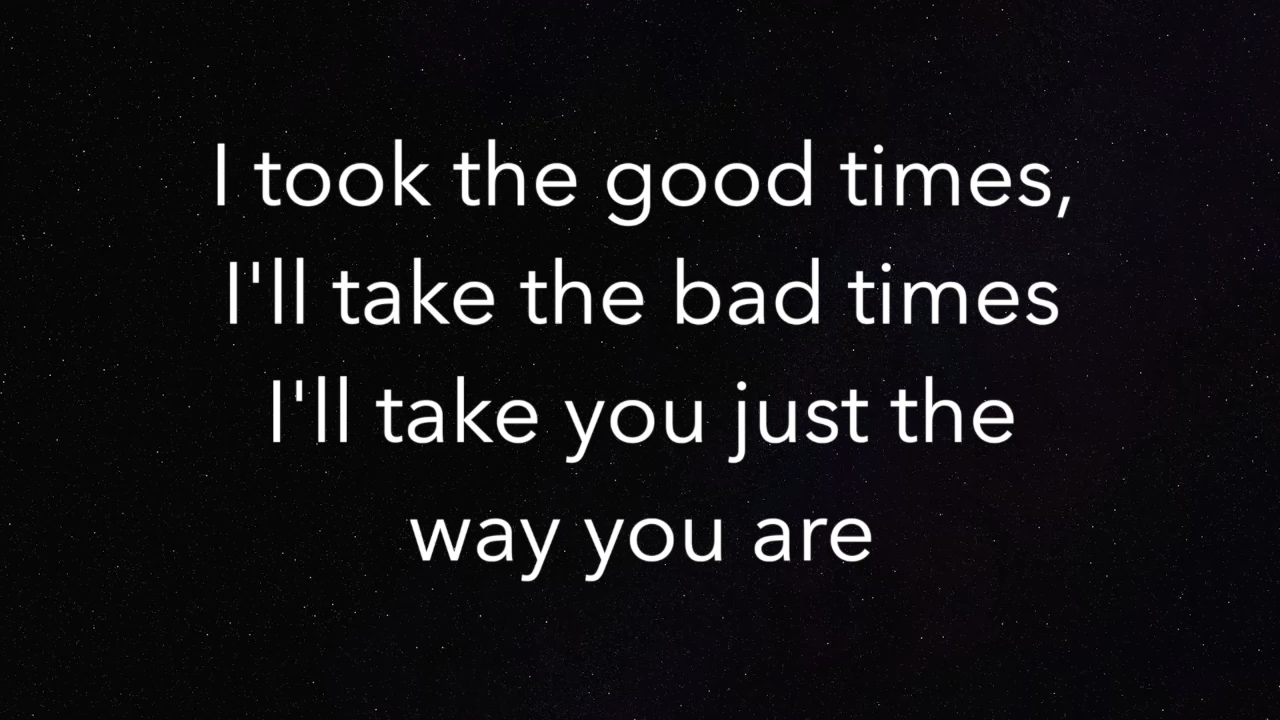 I took the good times,
I'll take the bad times
I'll take you just the
way you are